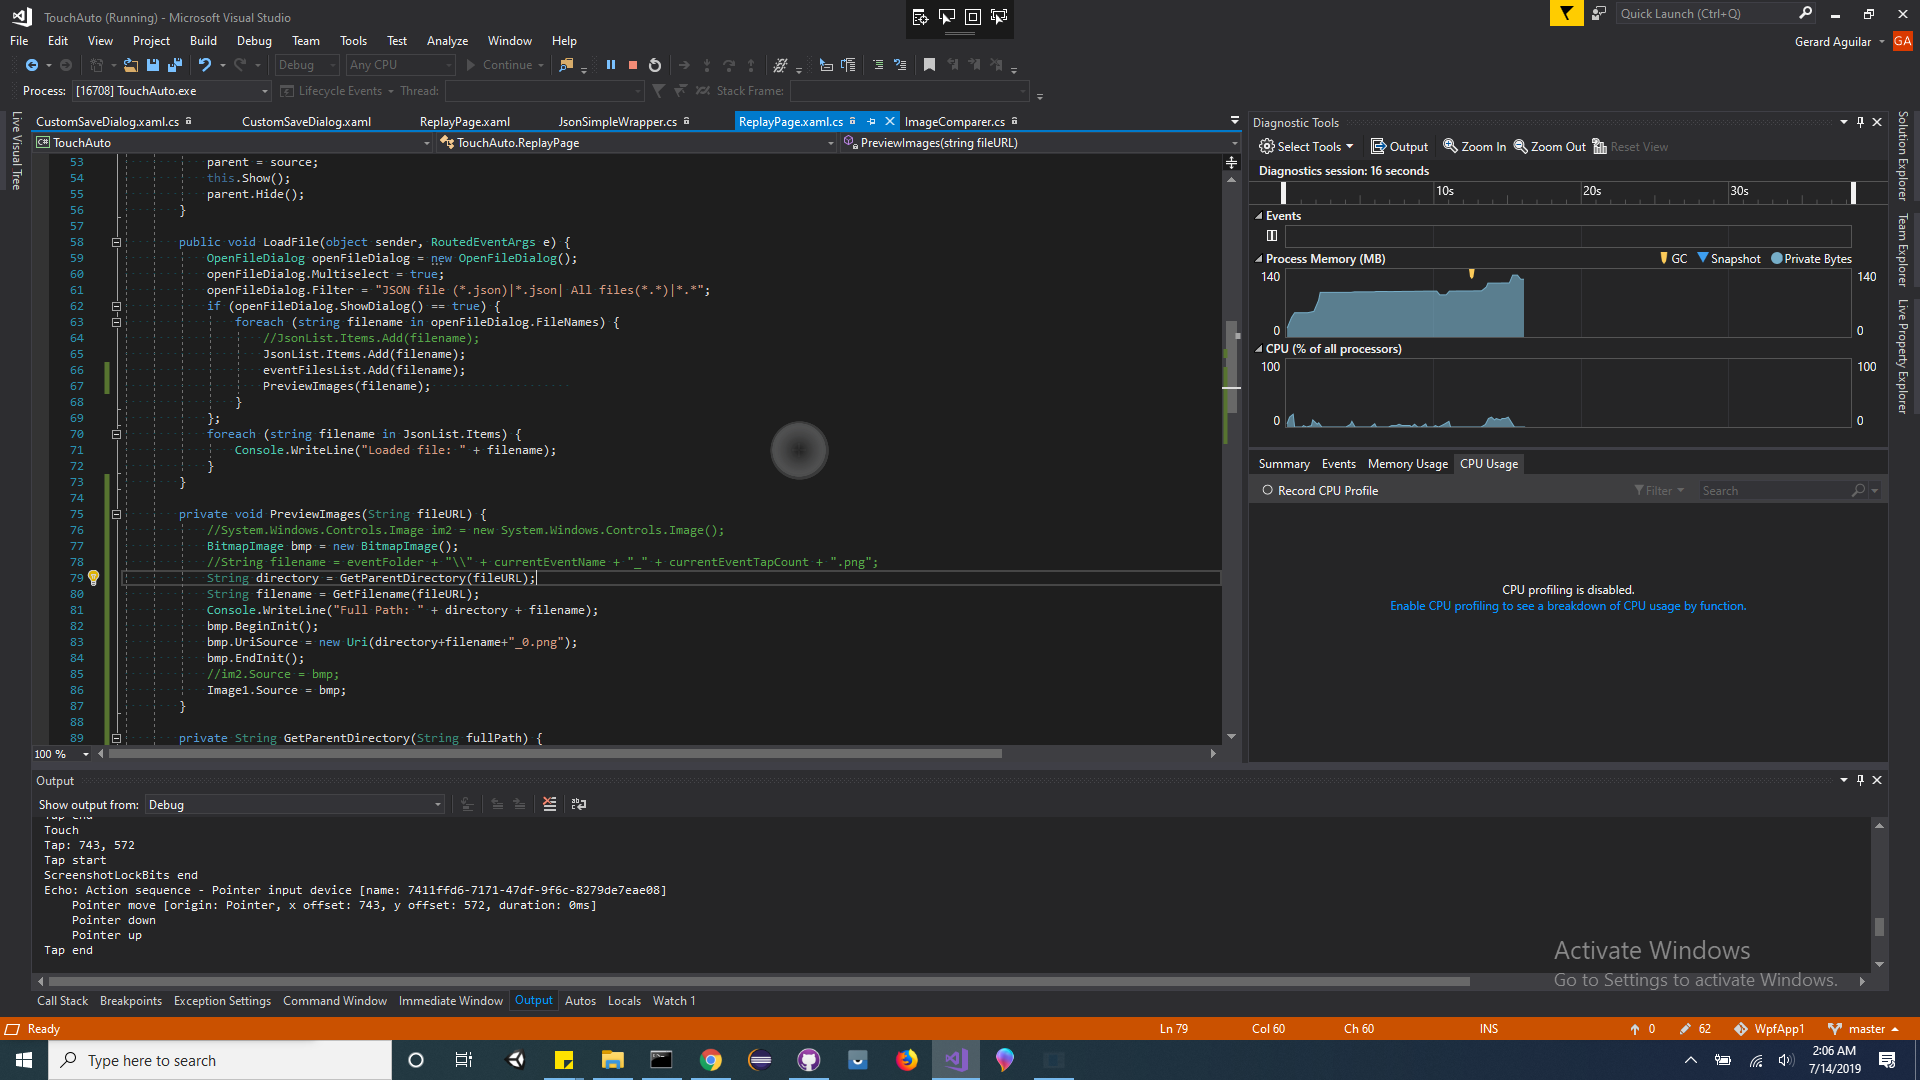 TouchAuto (Running) - Microsoft Visual Studio
Quick Launch (Ctrl+Q)
File Edit View Project Build Debug Team Tools Test Analyze Window Help
Gerard Aguilar GA
Debug Any CPU Continue
Process: [16708] TouchAuto.exe Lifecycle Events Thread: Stack Frame:
CustomSaveDialog.xaml.cs CustomSaveDialog.xaml ReplayPage.xaml JsonSimpleWrapper.cs ReplayPage.xaml.cs ImageComparer.cs
TouchAuto TouchAuto.ReplayPage PreviewImages(string fileURL)
Live Visual Tree
53 parent = source;
54 this.Show();
55 parent.Hide();
56 }
57
58 public void LoadFile(object sender, RoutedEventArgs e) {
59 OpenFileDialog openFileDialog = new OpenFileDialog();
60 openFileDialog.Multiselect = true;
61 openFileDialog.Filter = "JSON file (*.json)|*.json| All files(*.*)|*.*";
62 if (openFileDialog.ShowDialog() == true) {
63 foreach (string filename in openFileDialog.FileNames) {
64 //JsonList.Items.Add(filename);
65 JsonList.Items.Add(filename);
66 eventFilesList.Add(filename);
67 PreviewImages(filename);
68 }
69 };
70 foreach (string filename in JsonList.Items) {
71 Console.WriteLine("Loaded file: " + filename);
72 }
73 }
74
75 private void PreviewImages(String fileURL) {
76 //System.Windows.Controls.Image im2 = new System.Windows.Controls.Image();
77 BitmapImage bmp = new BitmapImage();
78 //String filename = eventFolder + "\\" + currentEventName + "_" + currentEventTapCount + ".png";
79 String directory = GetParentDirectory(fileURL);
80 String filename = GetFilename(fileURL);
81 Console.WriteLine("Full Path: " + directory + filename);
82 bmp.BeginInit();
83 bmp.UriSource = new Uri(directory+filename+"_0.png");
84 bmp.EndInit();
85 //im2.Source = bmp;
86 Image1.Source = bmp;
87 }
88
89 private String GetParentDirectory(String fullPath) {
100 %
Diagnostic Tools
Select Tools Output Zoom In Zoom Out Reset View
Diagnostics session: 16 seconds
10s 20s 30s
Events
Process Memory (MB) GC Snapshot Private Bytes
140 140
0 0
CPU (% of all processors)
100 100
0 0
Summary Events Memory Usage CPU Usage
Record CPU Profile Filter Search
CPU profiling is disabled.
Enable CPU profiling to see a breakdown of CPU usage by function.
Solution Explorer
Team Explorer
Live Property Explorer
Output
Show output from: Debug
Tap end
Touch
Tap: 743, 572
Tap start
ScreenshotLockBits end
Echo: Action sequence - Pointer input device [name: 7411ffd6-7171-47df-9f6c-8279de7eae08]
Pointer move [origin: Pointer, x offset: 743, y offset: 572, duration: 0ms]
Pointer down
Pointer up
Tap end
Activate Windows
Go to Settings to activate Windows.
Call Stack Breakpoints Exception Settings Command Window Immediate Window Output Autos Locals Watch 1
Ready Ln 79 Col 60 Ch 60 INS 0 62 WpfApp1 master
Type here to search
2:06 AM
7/14/2019